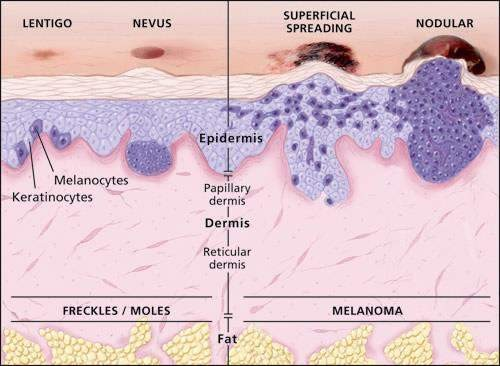 LENTIGO
NEVUS
SUPERFICIAL
SPREADING
NODULAR
Epidermis
Melanocytes
Keratinocytes
Papillary
dermis
Dermis
Reticular
dermis
FRECKLES / MOLES
MELANOMA
Fat